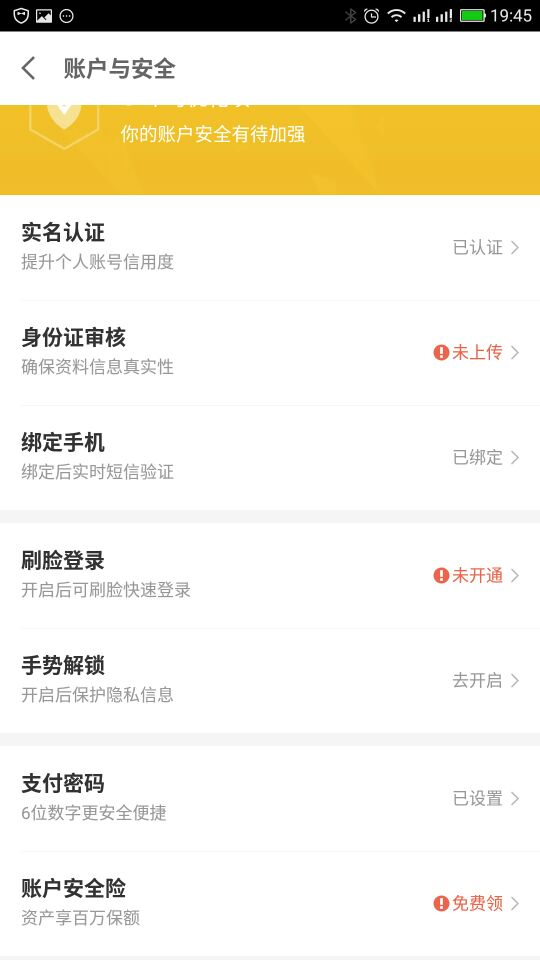 19:45
账户与安全
你的账户安全有待加强
实名认证
提升个人账号信用度
已认证
身份证审核
确保资料信息真实性
未上传
绑定手机
绑定后实时短信验证
已绑定
刷脸登录
开启后可刷脸快速登录
未开通
手势解锁
开启后保护隐私信息
去开启
支付密码
6位数字更安全便捷
已设置
账户安全险
资产享百万保额
免费领